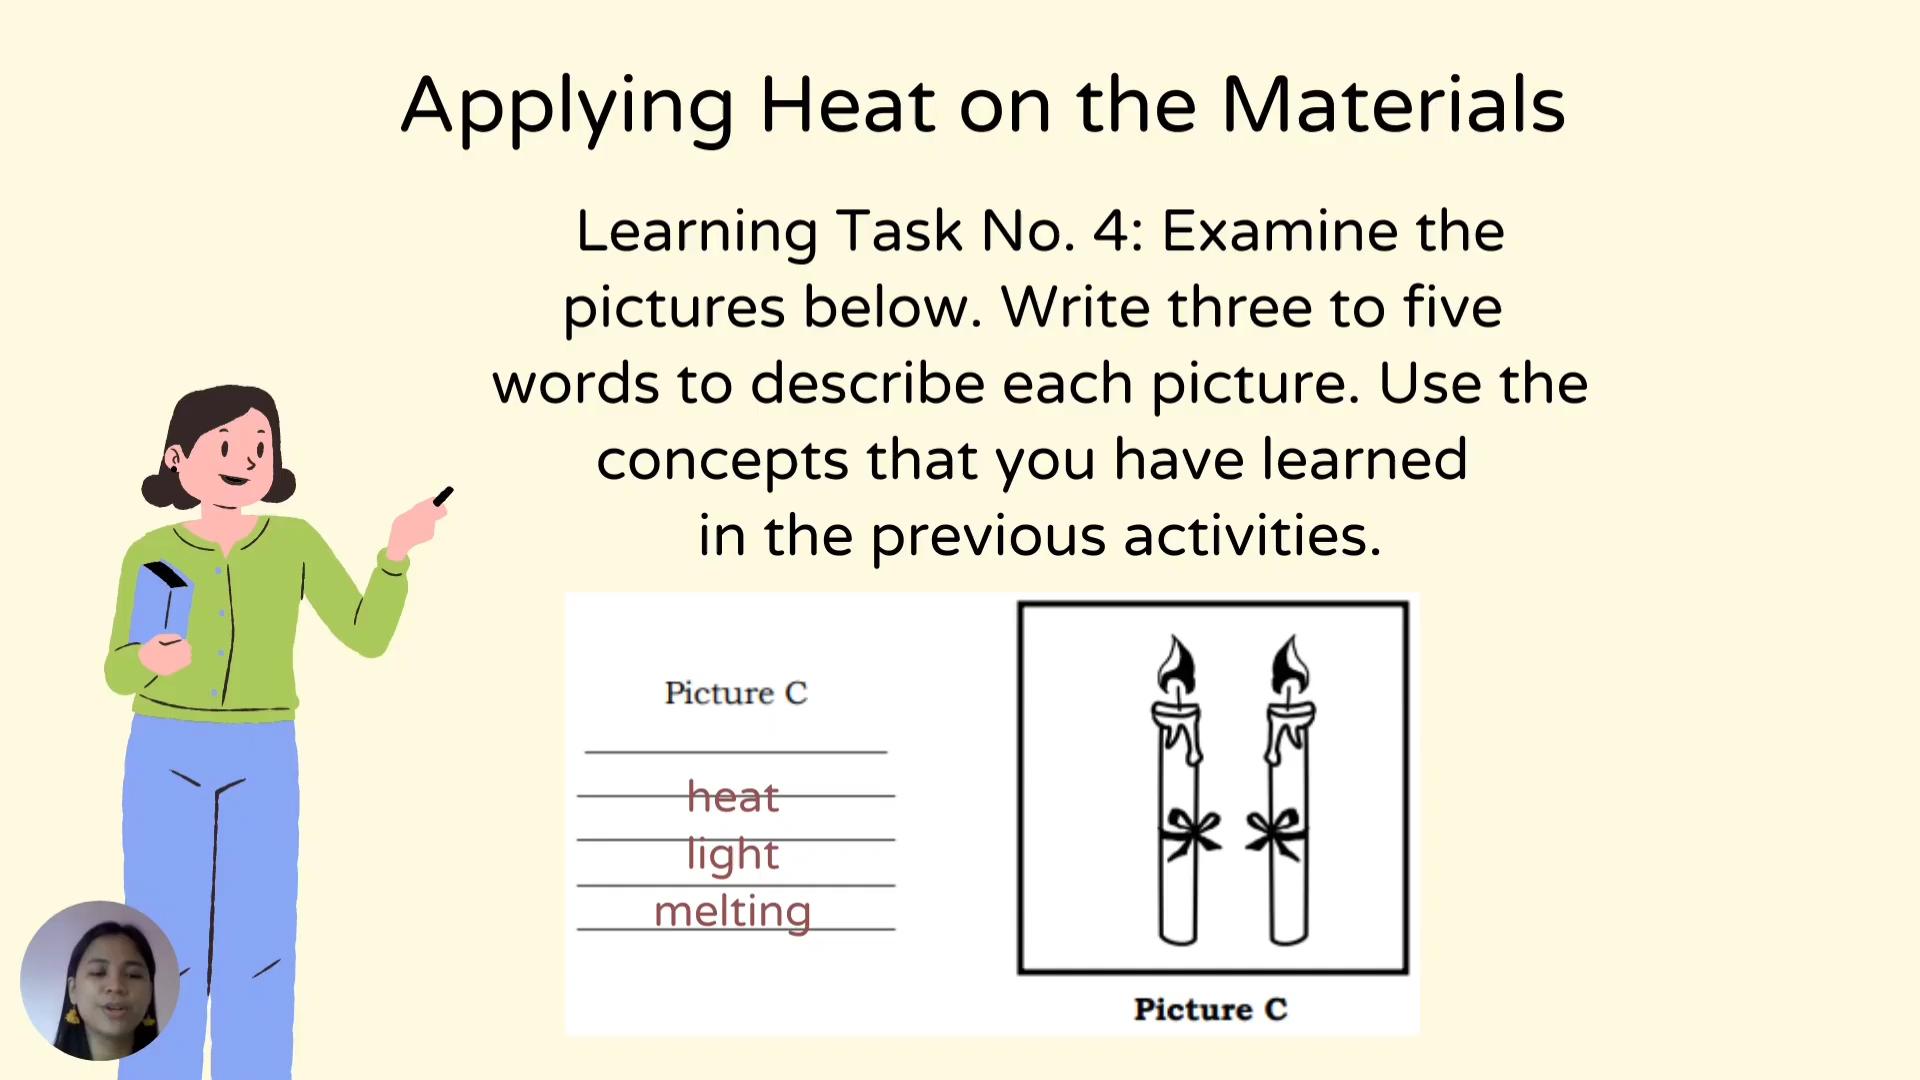 Applying Heat on the Materials
Learning Task No. 4: Examine the
pictures below. Write three to five
words to describe each picture. Use the
concepts that you have learned
in the previous activities.
Picture C
heat
light
melting
Picture C